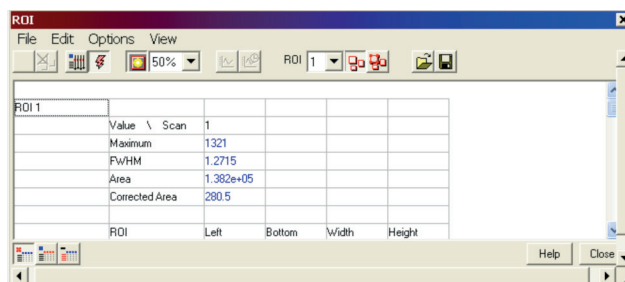 ROI
File Edit Options View
50% ROI 1
ROI 1
Value \ Scan 1
Maximum 1321
FWHM 1.2715
Area 1.382e+05
Corrected Area 280.5
ROI Left Bottom Width Height
Help Close